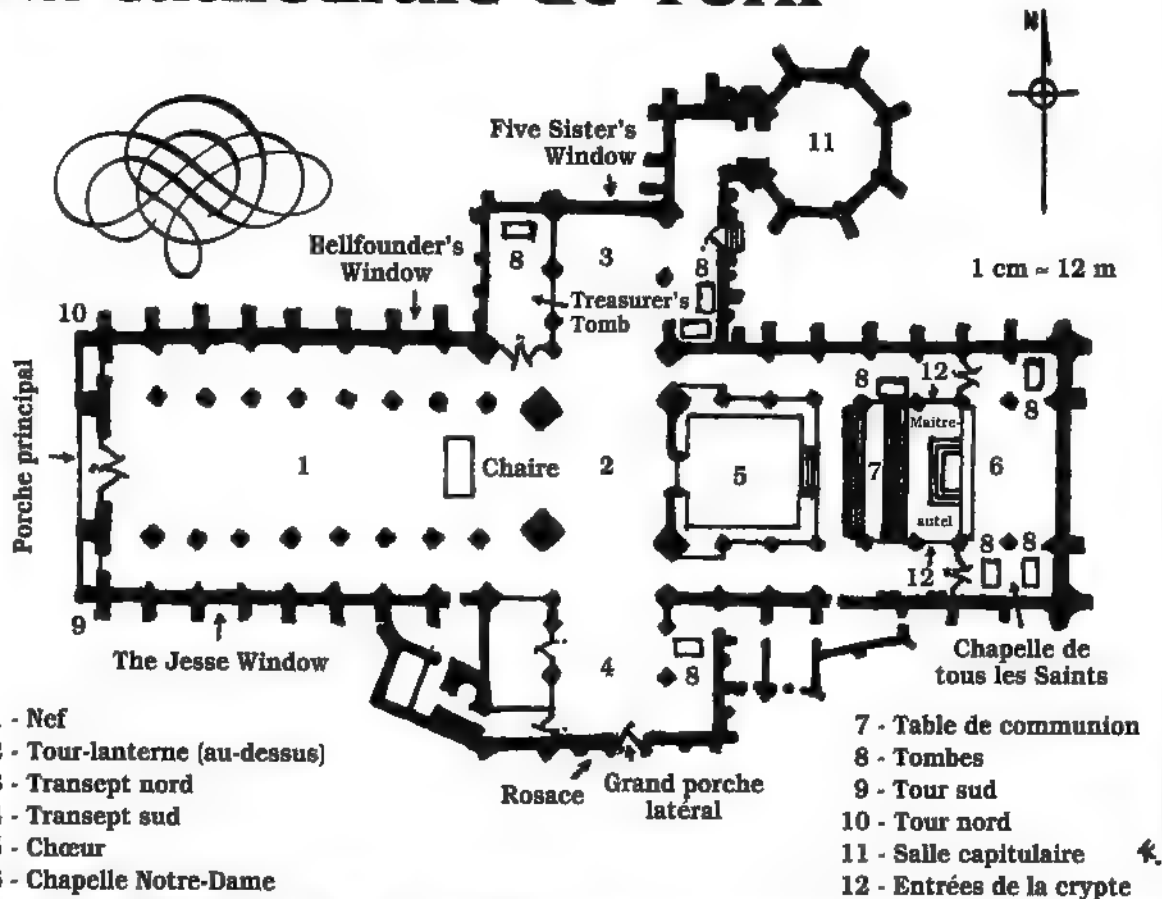 N
Five Sister's
Window
11
8
3
8
Bellfounder's
Window
1 cm ≈ 12 m
Treasurer's
Tomb
10
12
8
8
Porche principal
Maitre-
1
Chaire
2
5
7
6
autel
8
8
12
9
The Jesse Window
4
8
Chapelle de
tous les Saints
Rosace
Grand porche
latéral
- Nef
- Tour-lanterne (au-dessus)
- Transept nord
- Transept sud
- Chœur
- Chapelle Notre-Dame
7 - Table de communion
8 - Tombes
9 - Tour sud
10 - Tour nord
11 - Salle capitulaire
12 - Entrées de la crypte